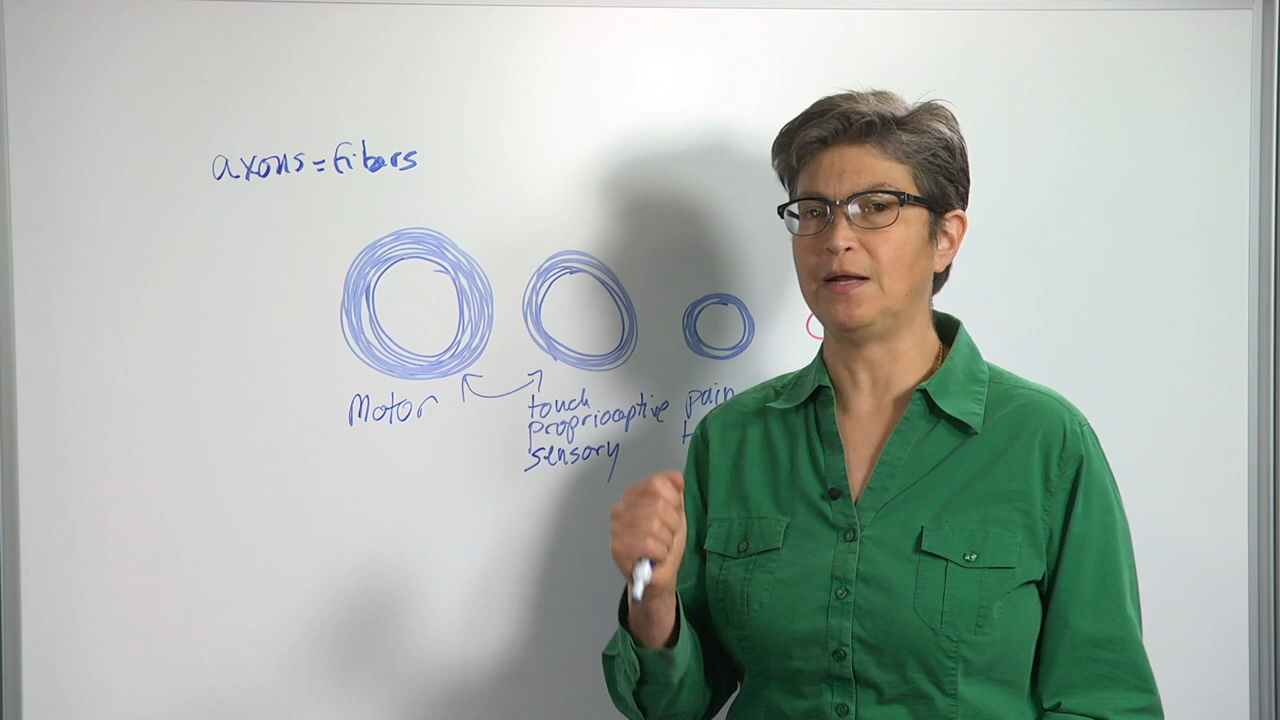 axons = fibers
Motor
touch
proprioceptive
sensory
pain